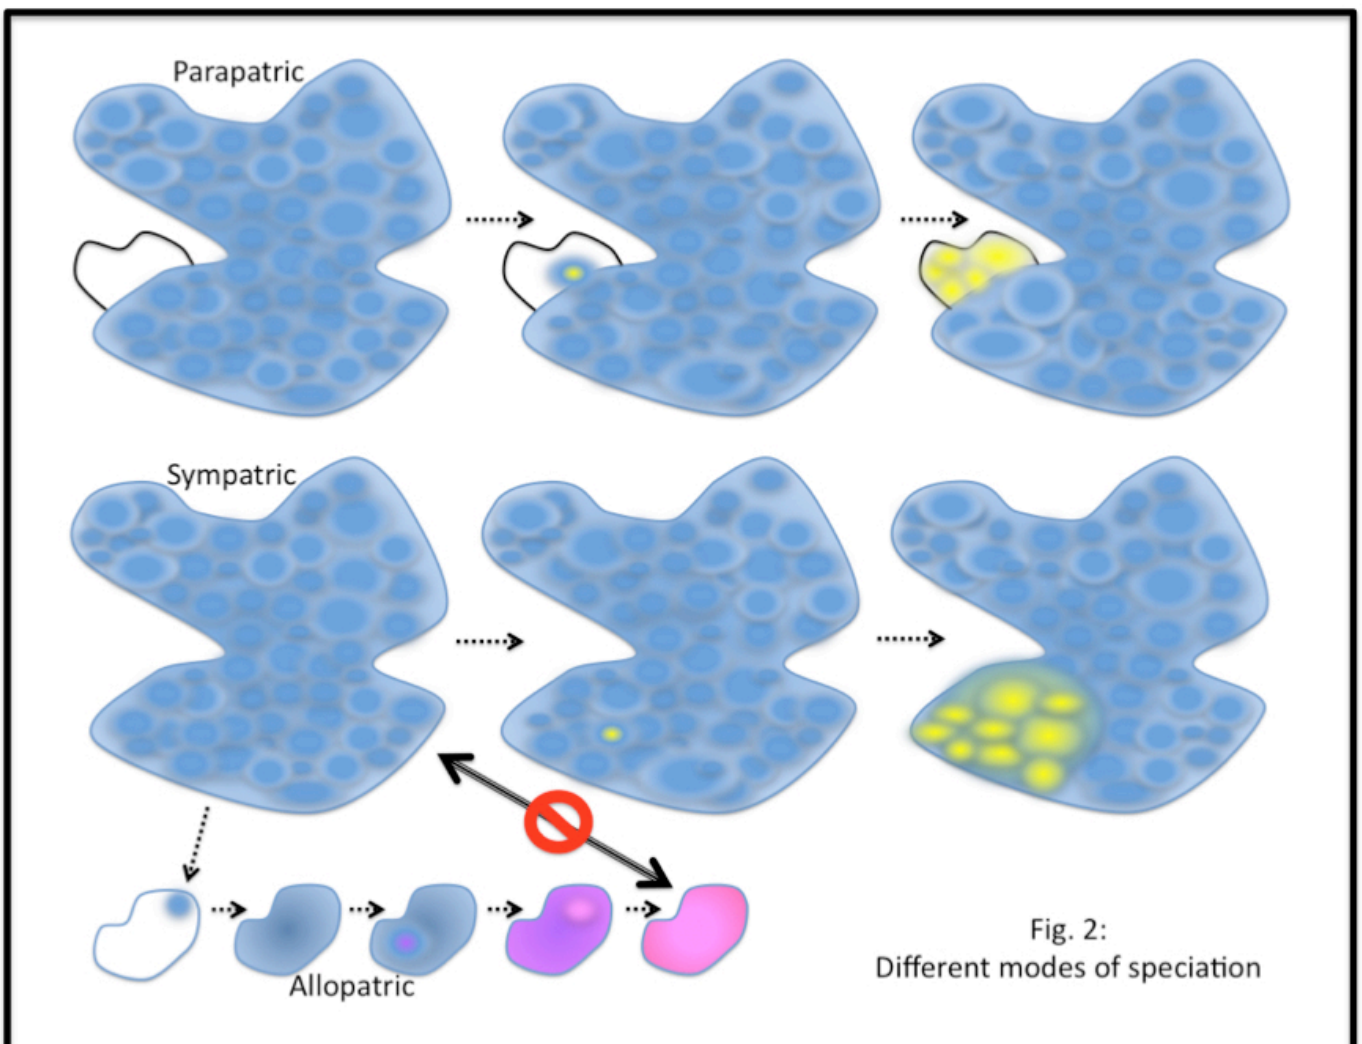 Parapatric
Sympatric
Allopatric
Fig. 2:
Different modes of speciation